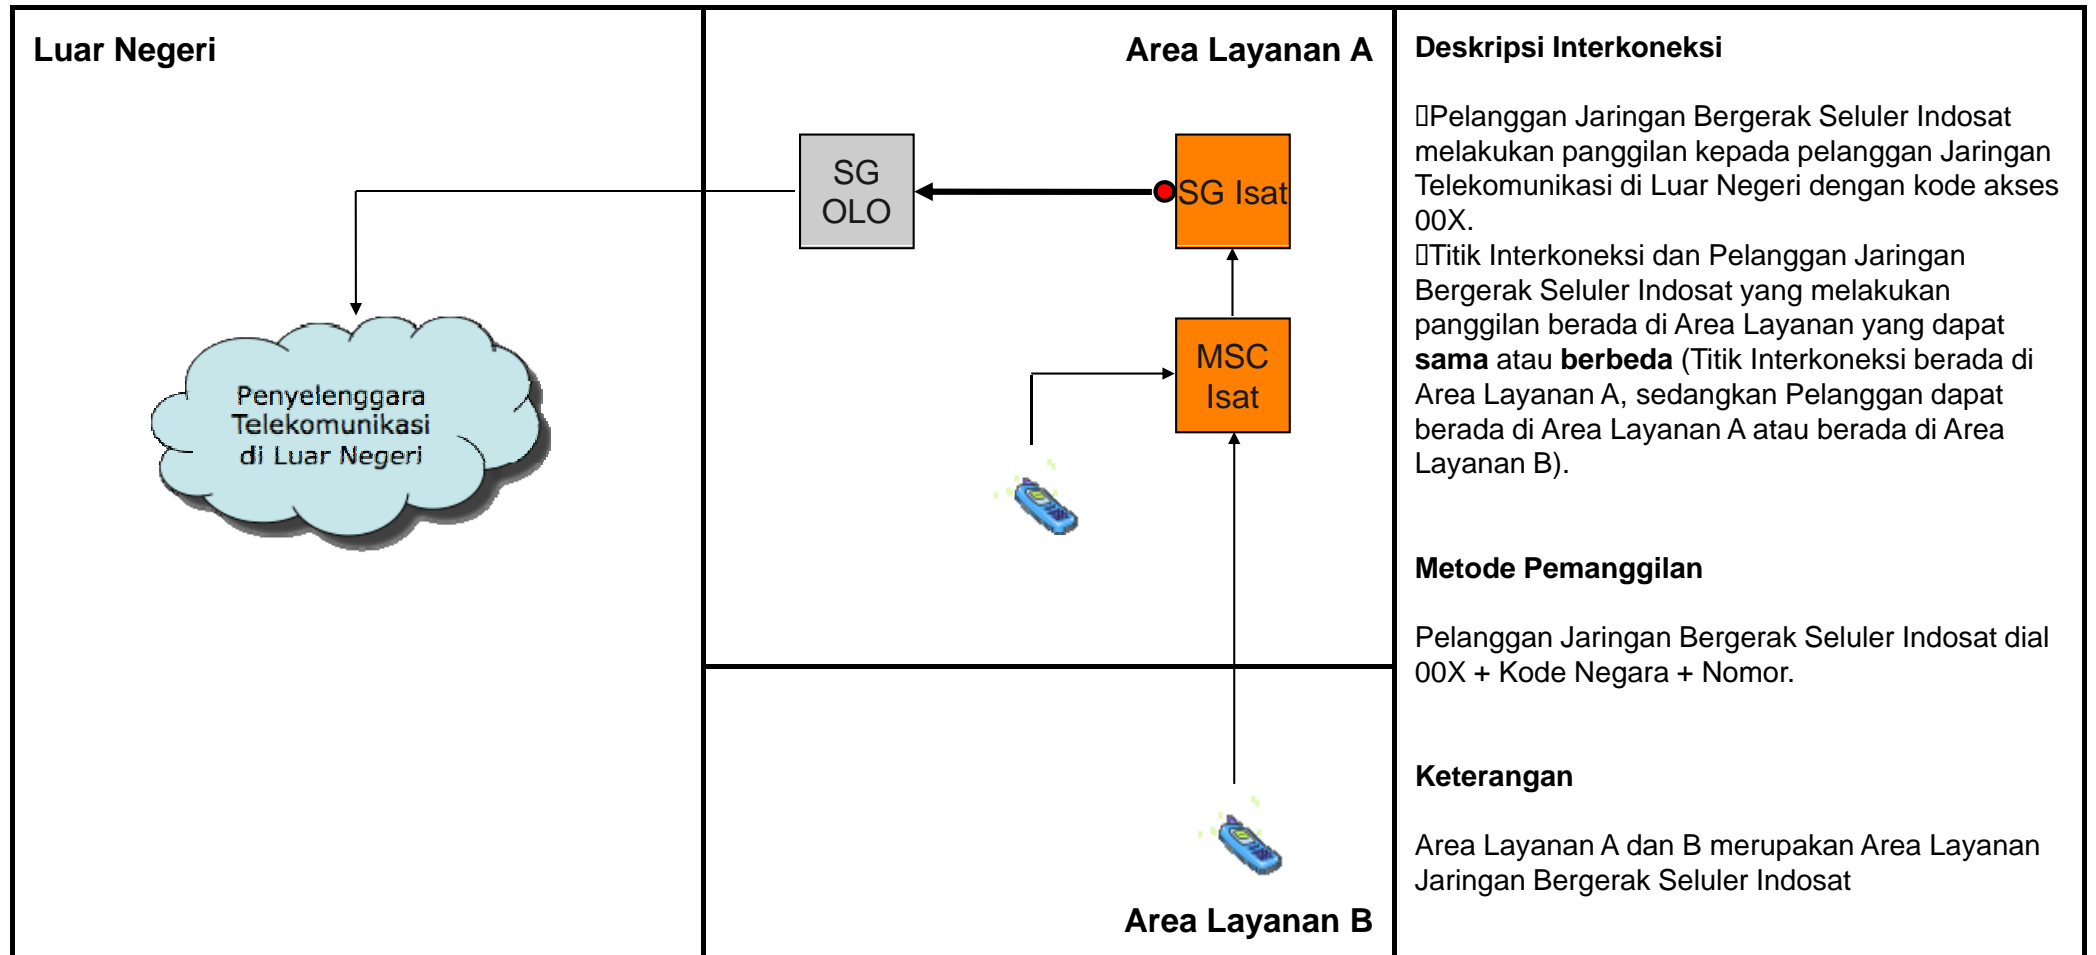 Luar Negeri
Area Layanan A
SG
OLO
SG Isat
MSC
Isat
Penyelenggara
Telekomunikasi
di Luar Negeri
Area Layanan B
Deskripsi Interkoneksi
Pelanggan Jaringan Bergerak Seluler Indosat
melakukan panggilan kepada pelanggan Jaringan
Telekomunikasi di Luar Negeri dengan kode akses
00X.
Titik Interkoneksi dan Pelanggan Jaringan
Bergerak Seluler Indosat yang melakukan
panggilan berada di Area Layanan yang dapat
sama atau berbeda (Titik Interkoneksi berada di
Area Layanan A, sedangkan Pelanggan dapat
berada di Area Layanan A atau berada di Area
Layanan B).
Metode Pemanggilan
Pelanggan Jaringan Bergerak Seluler Indosat dial
00X + Kode Negara + Nomor.
Keterangan
Area Layanan A dan B merupakan Area Layanan
Jaringan Bergerak Seluler Indosat